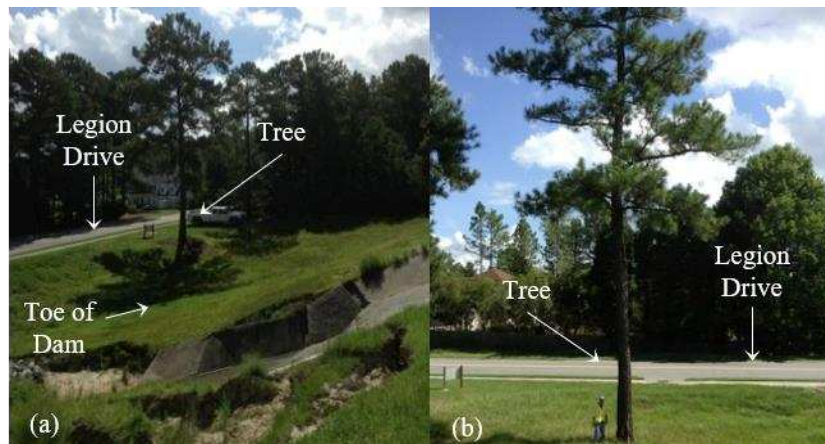 Legion
Drive
Tree
Toe of
Dam
(a)
Tree
Legion
Drive
(b)